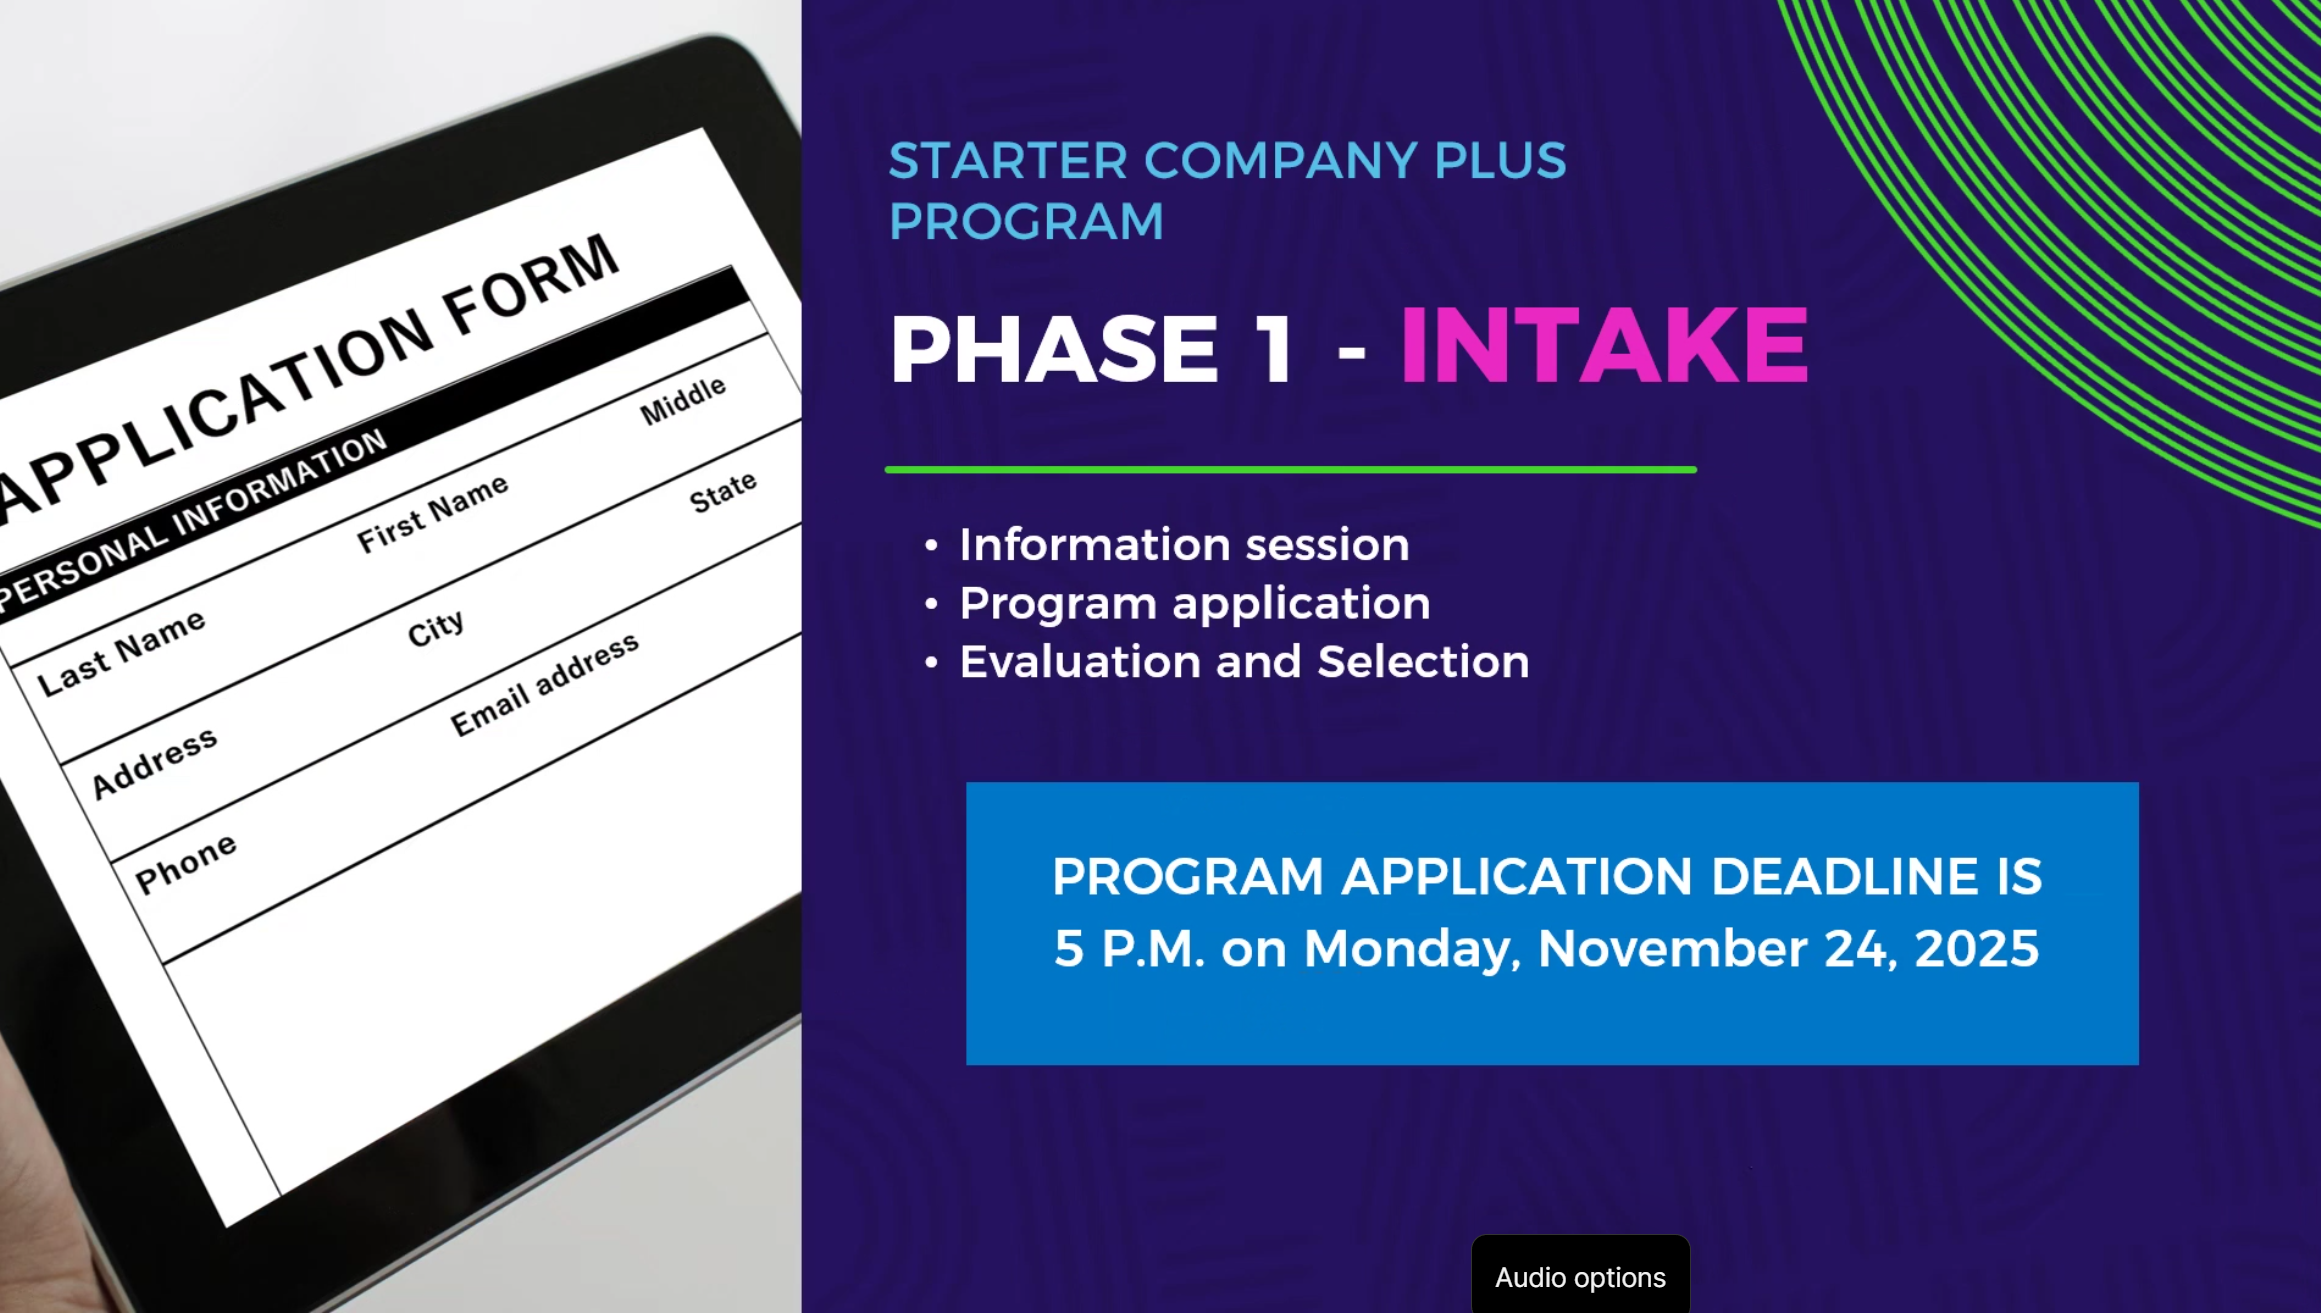 APPLICATION FORM
PERSONAL INFORMATION
Last Name
First Name
Middle
Address
City
State
Phone
Email address
STARTER COMPANY PLUS
PROGRAM
PHASE 1 - INTAKE
• Information session
• Program application
• Evaluation and Selection
PROGRAM APPLICATION DEADLINE IS
5 P.M. on Monday, November 24, 2025
Audio options